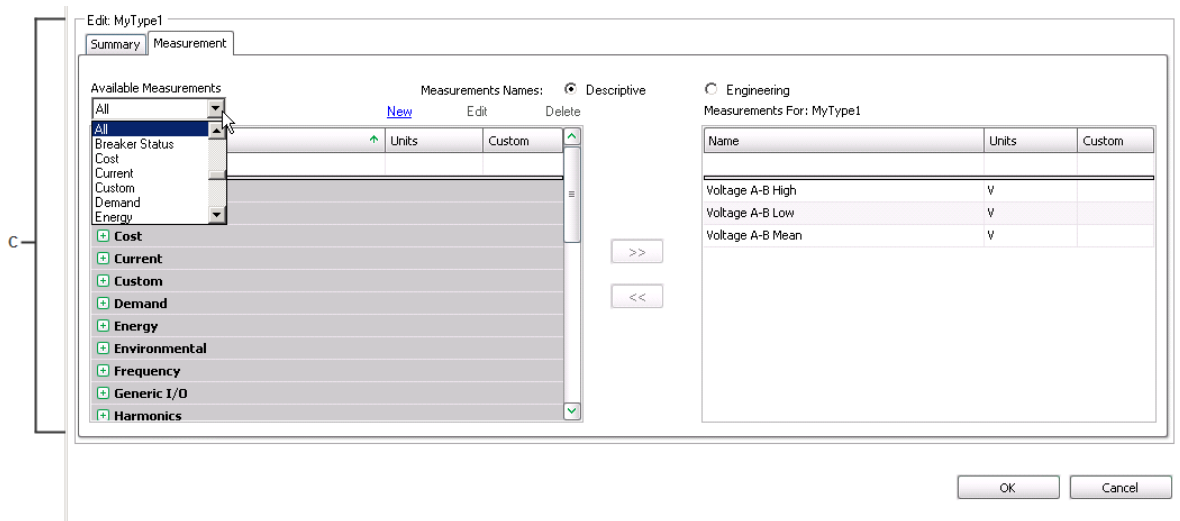 Edit: MyType1
Summary Measurement
Available Measurements Measurements Names: Descriptive Engineering
All New Edit Delete Measurements For: MyType1
All
Units Custom Name Units Custom
Breaker Status
Cost
Current
Custom
Demand
Energy
Voltage A-B High V
Voltage A-B Low V
Voltage A-B Mean V
C
Cost
Current
Custom
Demand
Energy
Environmental
Frequency
Generic I/O
Harmonics
>>
<<
OK Cancel